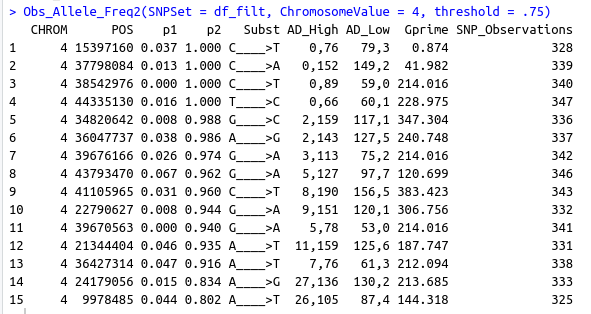 > Obs_Allele_Freq2(SNPSet = df_filt, ChromosomeValue = 4, threshold = .75)
CHROM POS p1 p2 Subst AD_High AD_Low Gprime SNP_Observations
1 4 15397160 0.037 1.000 C____>T 0,76 79,3 0.874 328
2 4 37798084 0.013 1.000 C____>A 0,152 149,2 41.982 339
3 4 38542976 0.000 1.000 C____>T 0,89 59,0 214.016 340
4 4 44335130 0.016 1.000 T____>C 0,66 60,1 228.975 347
5 4 34820642 0.008 0.988 G____>C 2,159 117,1 347.304 336
6 4 36047737 0.038 0.986 A____>G 2,143 127,5 240.748 337
7 4 39676166 0.026 0.974 G____>A 3,113 75,2 214.016 342
8 4 43793470 0.067 0.962 G____>A 5,127 97,7 120.699 346
9 4 41105965 0.031 0.960 C____>T 8,190 156,5 383.423 343
10 4 22790627 0.008 0.944 G____>A 9,151 120,1 306.756 332
11 4 39670563 0.000 0.940 G____>A 5,78 53,0 214.016 341
12 4 21344404 0.046 0.935 A____>T 11,159 125,6 187.747 331
13 4 36427314 0.047 0.916 A____>T 7,76 61,3 212.094 338
14 4 24179056 0.015 0.834 A____>G 27,136 130,2 213.685 333
15 4 9978485 0.044 0.802 A____>T 26,105 87,4 144.318 325